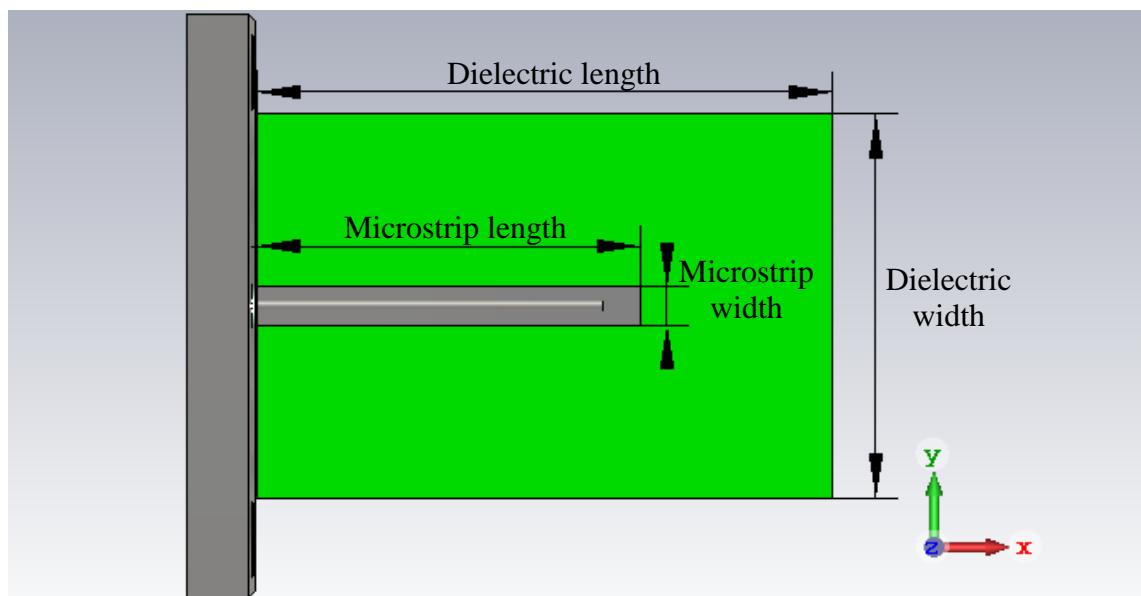 Dielectric length
Microstrip length
Microstrip
width
Dielectric
width
y
z
x